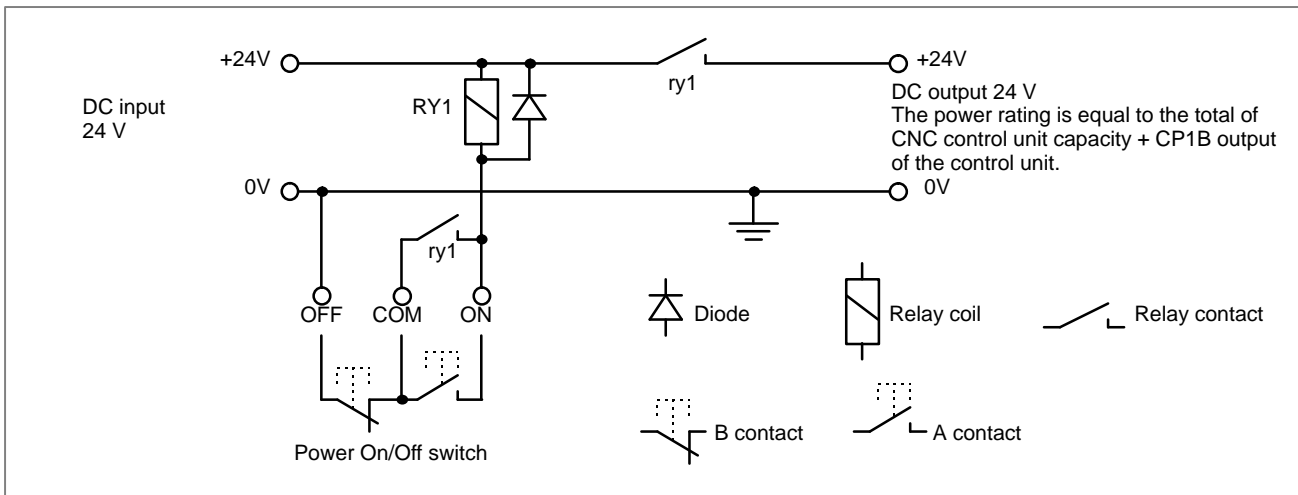 +24V
+24V
ry1
DC input
24 V
RY1
DC output 24 V
The power rating is equal to the total of
CNC control unit capacity + CP1B output
of the control unit.
0V
0V
ry1
OFF
COM
ON
Diode
Relay coil
Relay contact
B contact
A contact
Power On/Off switch